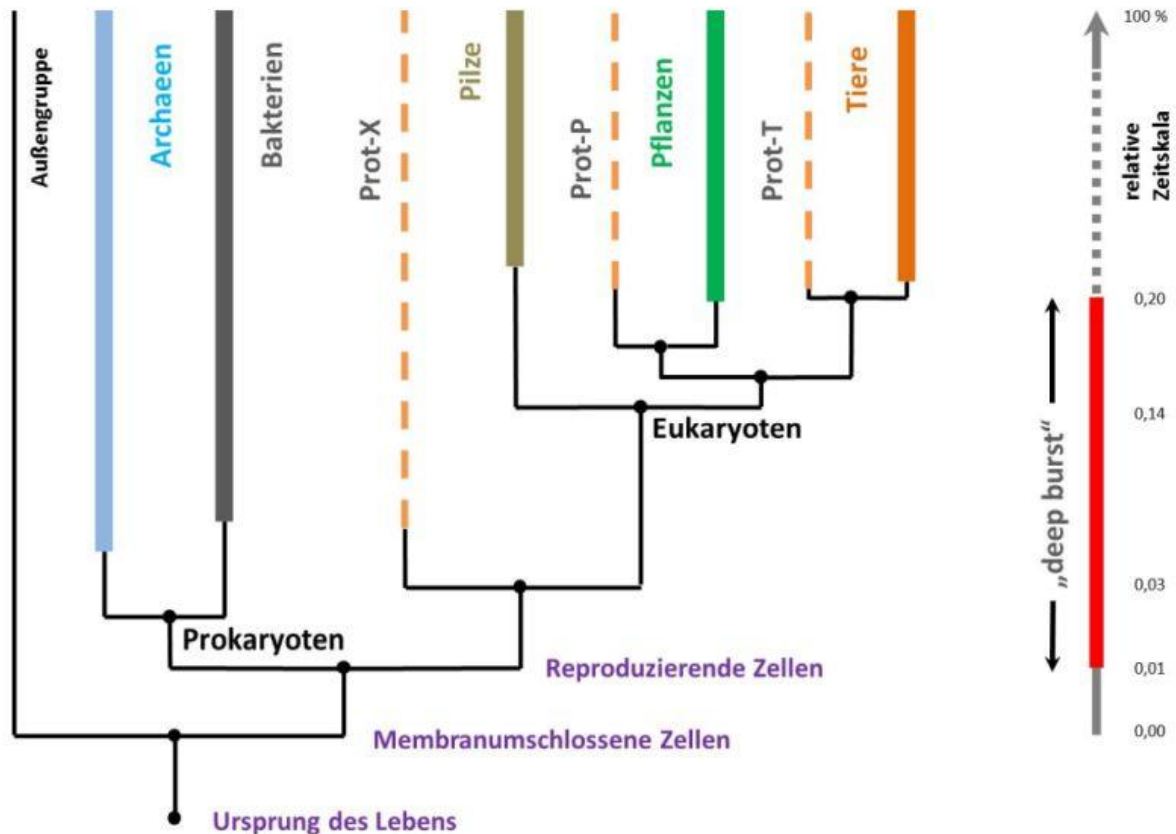 Außengruppe
Archaeen
Bakterien
Prot-X
Pilze
Prot-P
Pflanzen
Prot-T
Tiere
relative
Zeitskala
100 %
0,20
0,14
0,03
0,01
0,00
„deep burst“
Eukaryoten
Prokaryoten
Reproduzierende Zellen
Membranumschlossene Zellen
Ursprung des Lebens